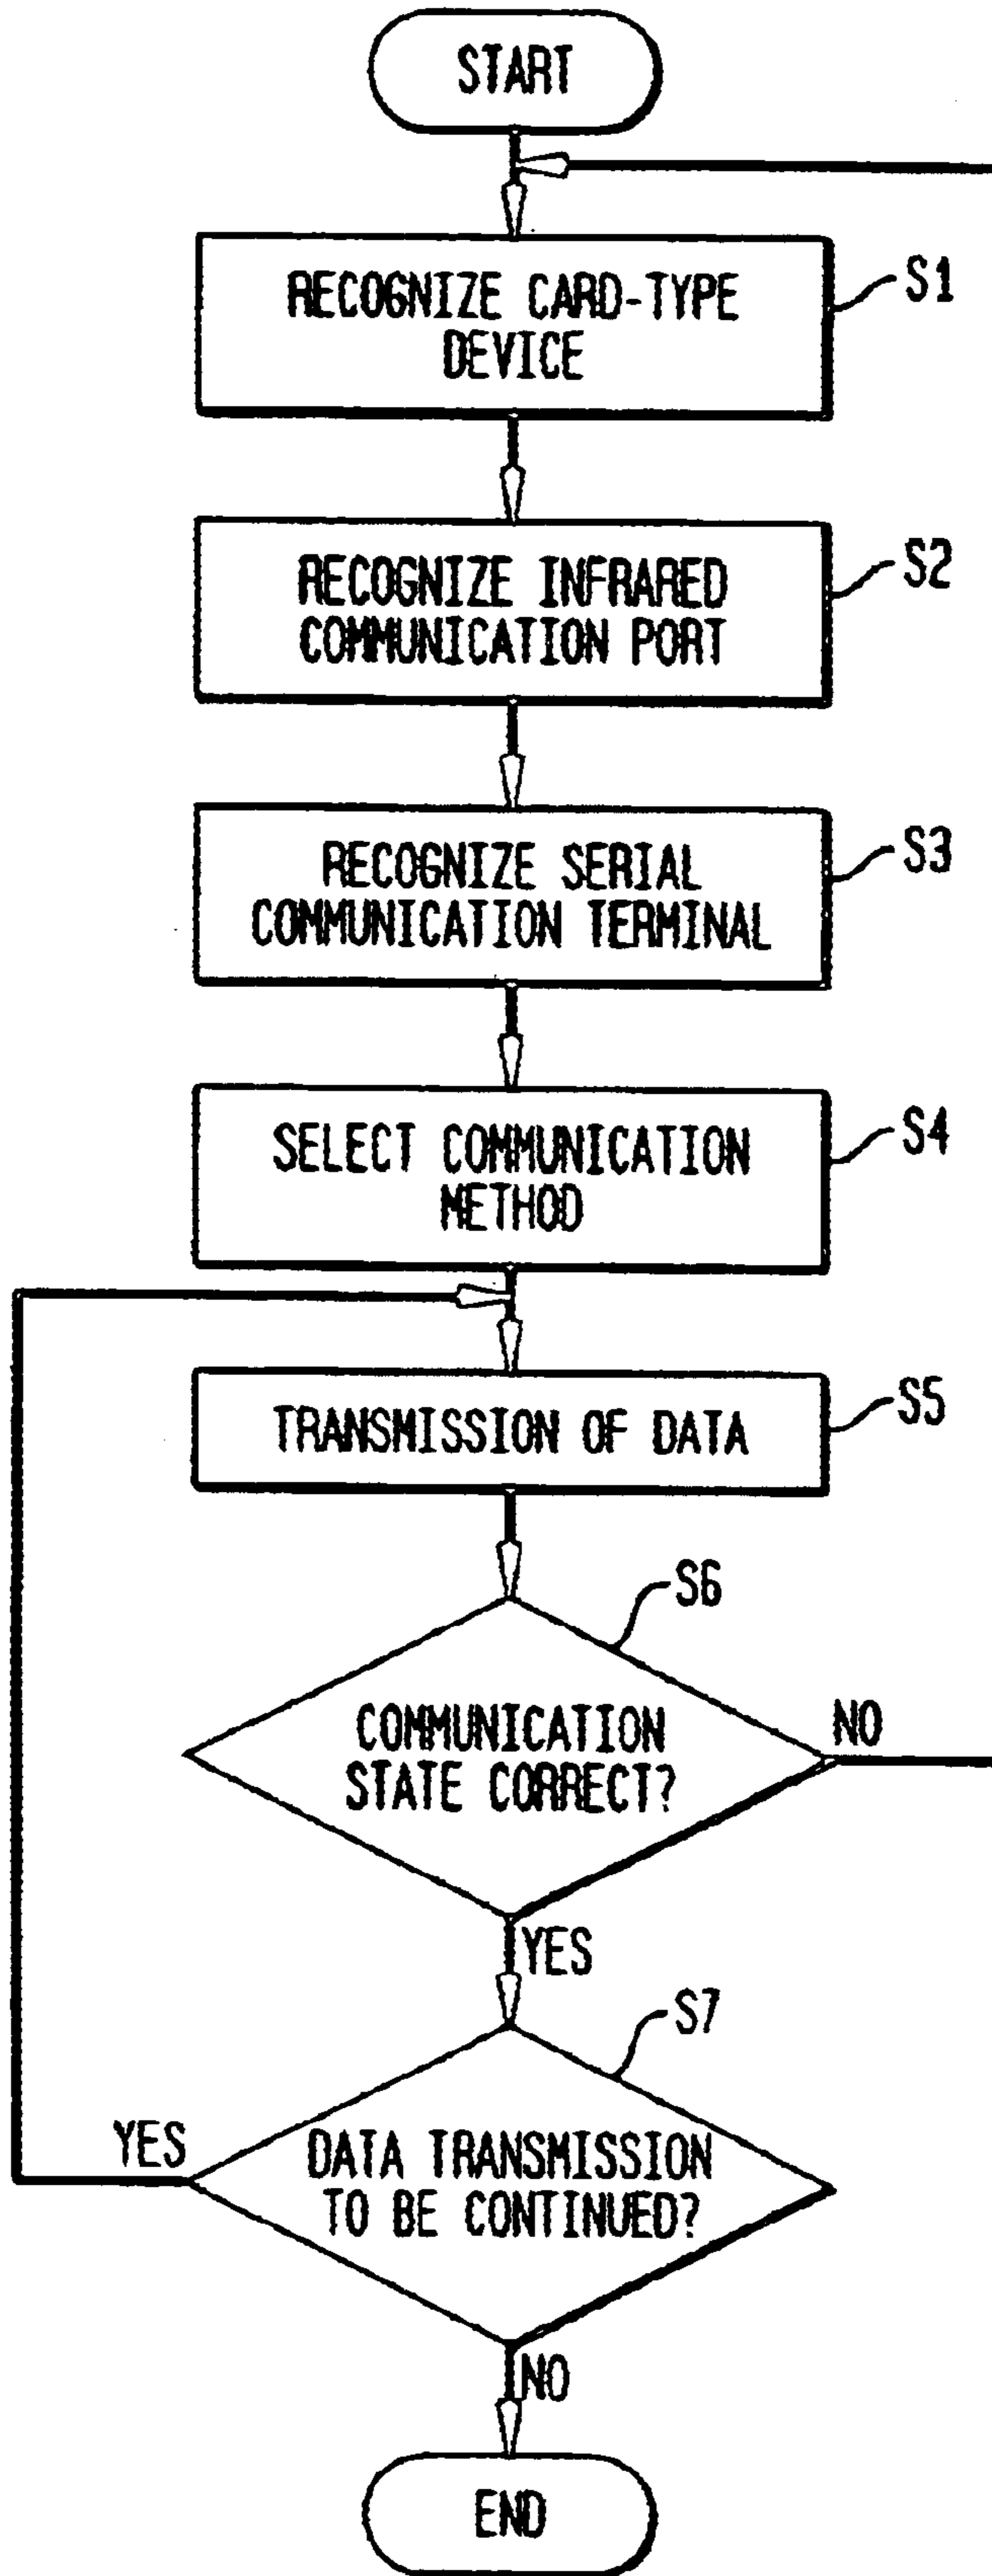 START
RECOGNIZE CARD-TYPE
DEVICE
S1
RECOGNIZE INFRARED
COMMUNICATION PORT
S2
RECOGNIZE SERIAL
COMMUNICATION TERMINAL
S3
SELECT COMMUNICATION
METHOD
S4
TRANSMISSION OF DATA
S5
S6
COMMUNICATION
STATE CORRECT?
NO
YES
S7
YES
DATA TRANSMISSION
TO BE CONTINUED?
NO
END